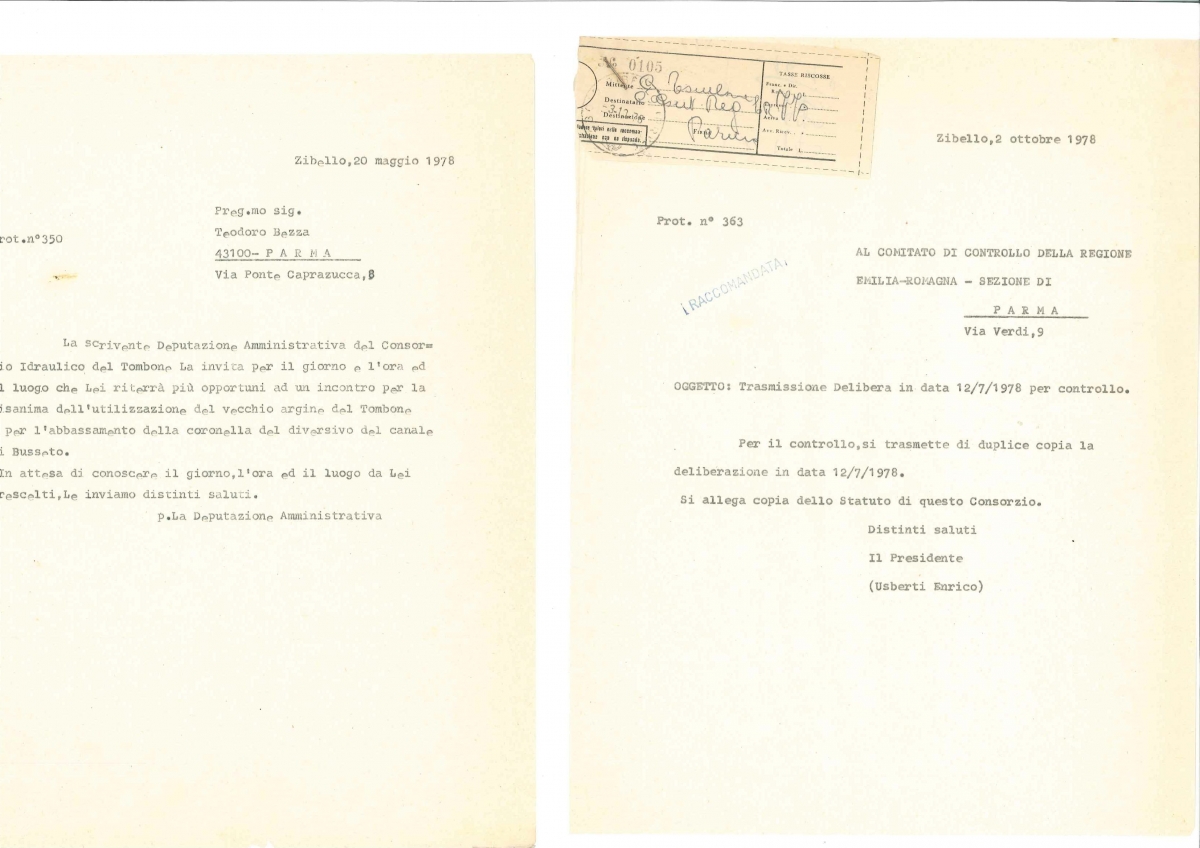 Zibello,20 maggio 1978
Preg.mo sig.
Teodoro Bezza
rot.n°350
43100- P A R M A
Via Ponte Caprazucca,8
La scrivente Deputazione Amministrativa del Consor=
io Idraulico del Tombone La invita per il giorno e l'ora ed
l luogo che Lei riterrà più opportuni ad un incontro per la
isanima dell'utilizzazione del vecchio argine del Tombone
per l'abbassamento della coronella del diversivo del canale
i Busseto.
In attesa di conoscere il giorno,l'ora ed il luogo da Lei
rescelti,Le inviamo distinti saluti.
p.La Deputazione Amministrativa
0105
Mittente
Destinatario
Destinazione
Parma
TASSE RISCOSSE
Totale L.
Zibello,2 ottobre 1978
Prot. n° 363
RACCOMANDATA
AL COMITATO DI CONTROLLO DELLA REGIONE
EMILIA-ROMAGNA - SEZIONE DI
P A R M A
Via Verdi,9
OGGETTO: Trasmissione Delibera in data 12/7/1978 per controllo.
Per il controllo,si trasmette di duplice copia la
deliberazione in data 12/7/1978.
Si allega copia dello Statuto di questo Consorzio.
Distinti saluti
Il Presidente
(Usberti Enrico)